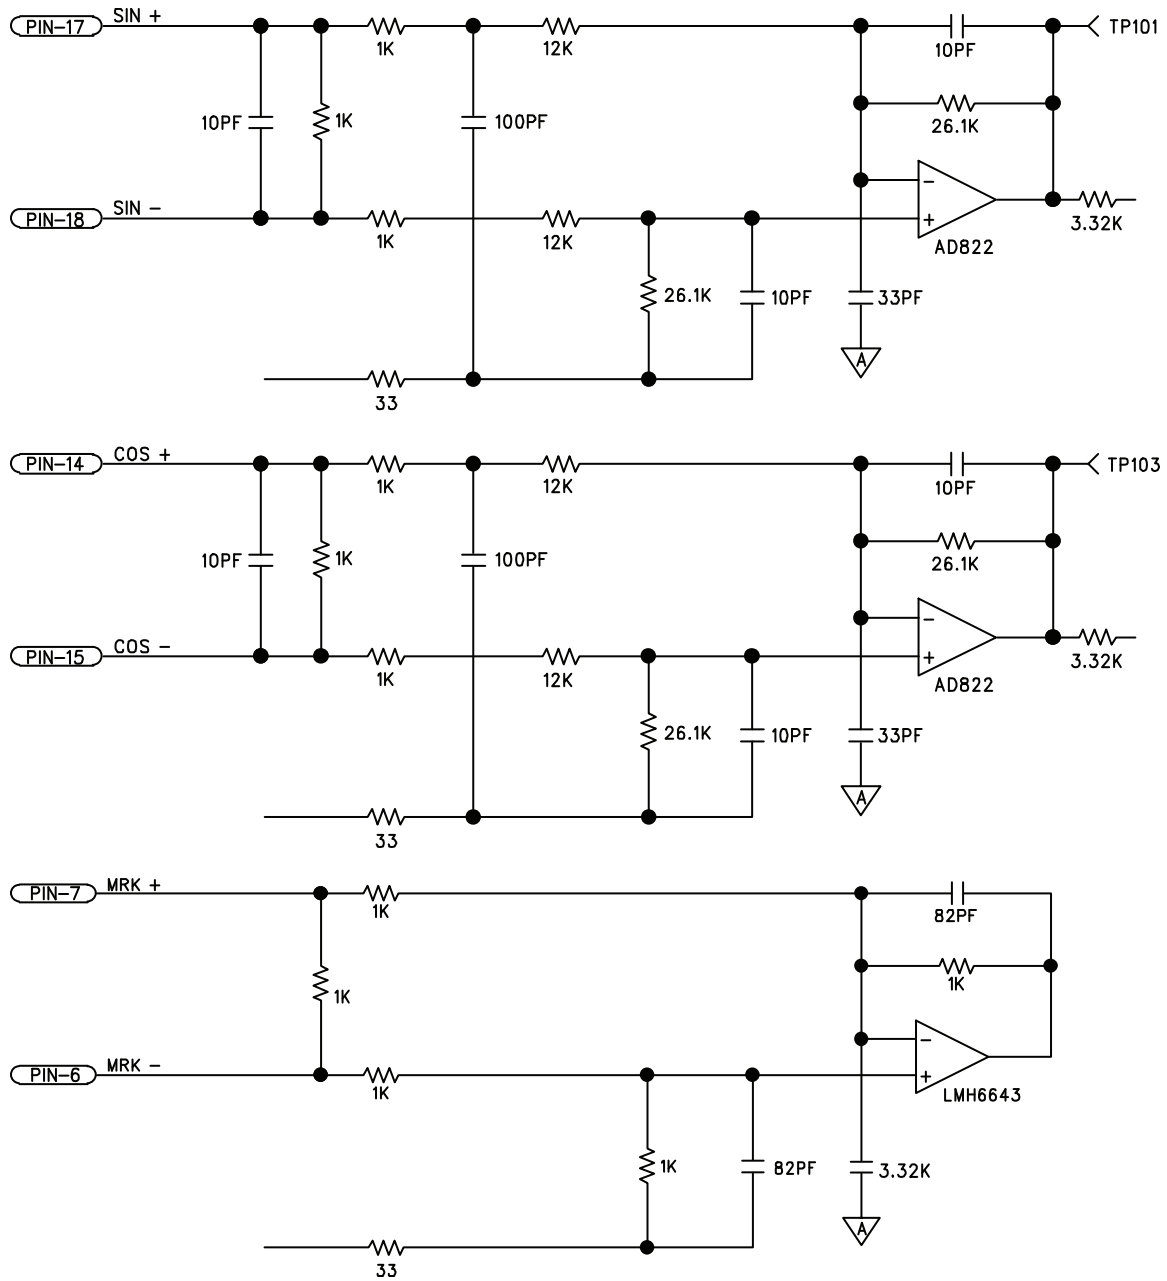 PIN-17 SIN + 1K 12K 10PF TP101
10PF 1K 100PF 26.1K
PIN-18 SIN - 1K 12K - + AD822 3.32K
26.1K 10PF 33PF
A
33
PIN-14 COS + 1K 12K 10PF TP103
10PF 1K 100PF 26.1K
PIN-15 COS - 1K 12K - + AD822 3.32K
26.1K 10PF 33PF
A
33
PIN-7 MRK + 1K 82PF
1K 1K
PIN-6 MRK - 1K - + LMH6643
1K 82PF 3.32K
A
33